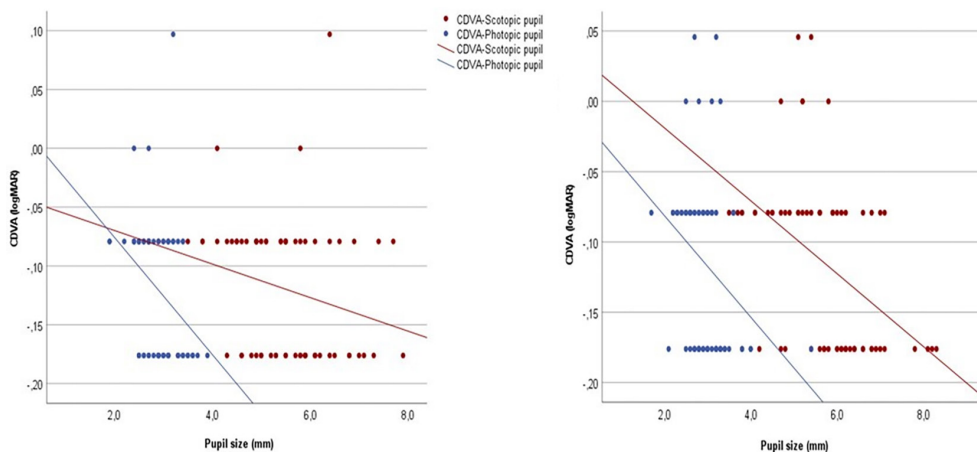 ,10
,05
,00
-,05
-,10
-,15
-,20
CDVA (logMAR)
2,0 4,0 6,0 8,0
Pupil size (mm)
CDVA-Scotopic pupil
CDVA-Photopic pupil
CDVA-Scotopic pupil
CDVA-Photopic pupil
,05
,00
-,05
-,10
-,15
-,20
CDVA (logMAR)
2,0 4,0 6,0 8,0
Pupil size (mm)